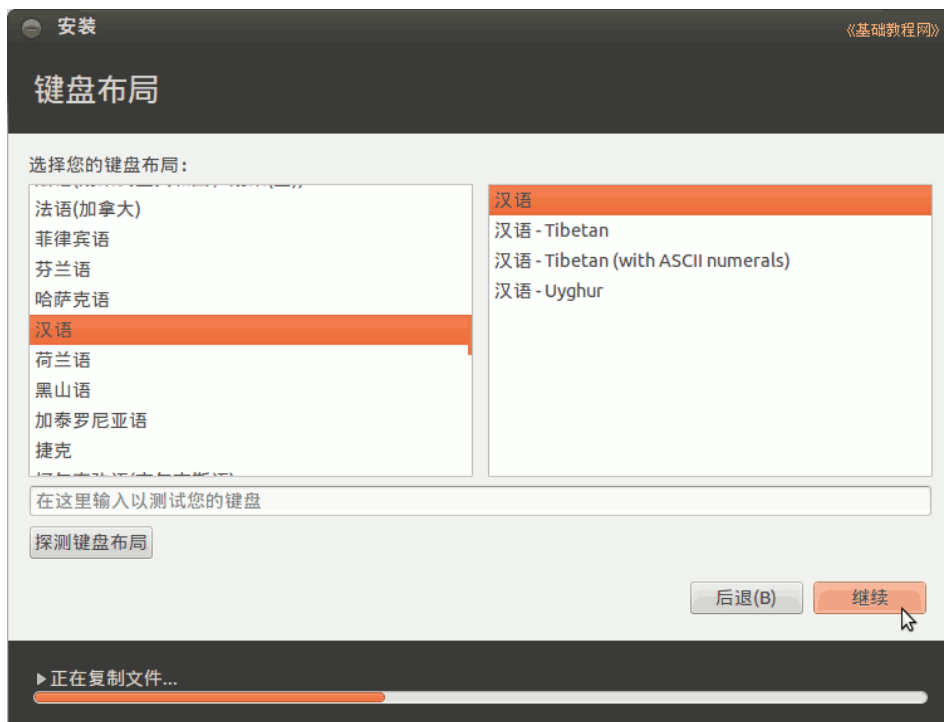 安装
《基础教程网》
键盘布局
选择您的键盘布局:
法语(加拿大)
菲律宾语
芬兰语
哈萨克语
汉语
荷兰语
黑山语
加泰罗尼亚语
捷克
汉语
汉语 - Tibetan
汉语 - Tibetan (with ASCII numerals)
汉语 - Uyghur
在这里输入以测试您的键盘
探测键盘布局
后退(B)
继续
正在复制文件...